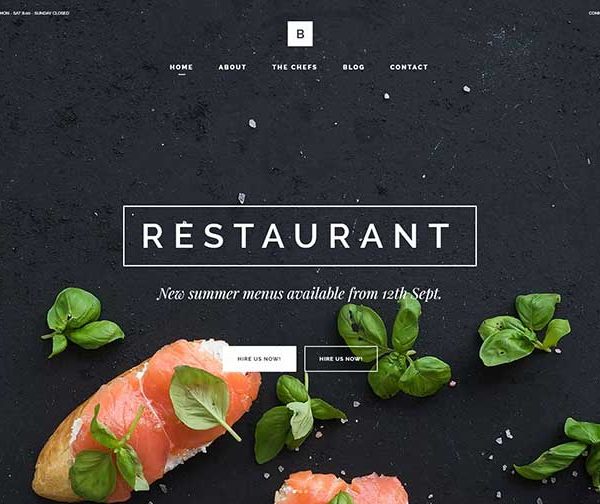 MON - SAT 8.00 - SUNDAY CLOSED
B
HOME ABOUT THE CHEFS BLOG CONTACT
RESTAURANT
New summer menus available from 12th Sept.
HIRE US NOW! HIRE US NOW!